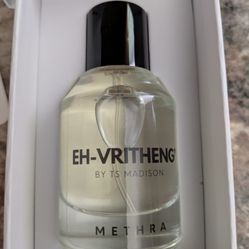 EH-VRITHENG'
BY TS MADISON
METHRA